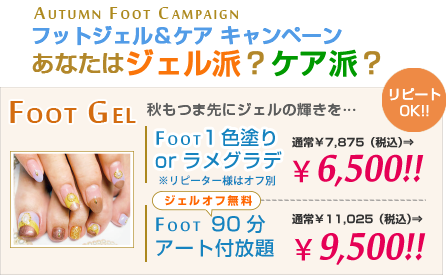 AUTUMN FOOT CAMPAIGN
フットジェル&ケア キャンペーン
あなたはジェル派?ケア派?
リピート
OK!!
FOOT GEL 秋もつま先にジェルの輝きを…
FOOT1色塗り
or ラメグラデ
※リピーター様はオフ別
通常¥7,875(税込)⇒
¥6,500!!
ジェルオフ無料
FOOT 90分
アート付放題
通常¥11,025(税込)⇒
¥9,500!!